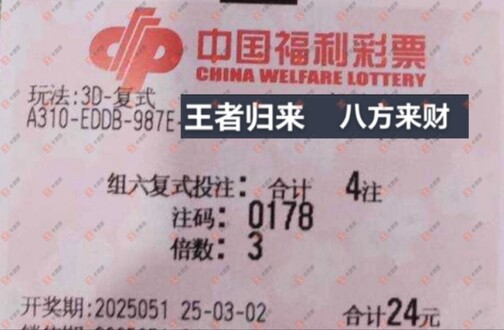 中国福利彩票
CHINA WELFARE LOTTERY
玩法:3D-复式
A310-EDDB-987E-
王者归来 八方来财
组六复式投注: 合计 4注
注码: 0178
倍数: 3
开奖期:2025051 25-03-02 合计24元